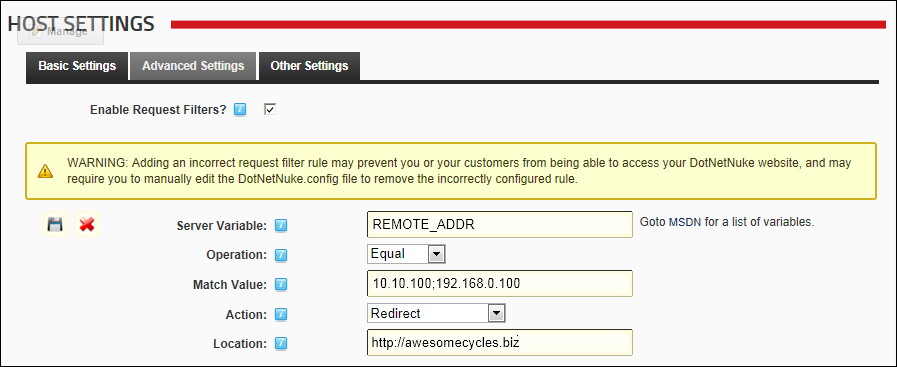 HOST SETTINGS
Manage
Basic Settings Advanced Settings Other Settings
Enable Request Filters?
WARNING: Adding an incorrect request filter rule may prevent you or your customers from being able to access your DotNetNuke website, and may
require you to manually edit the DotNetNuke.config file to remove the incorrectly configured rule.
Server Variable: REMOTE_ADDR Goto MSDN for a list of variables.
Operation: Equal
Match Value: 10.10.100;192.168.0.100
Action: Redirect
Location: http://awesomecycles.biz